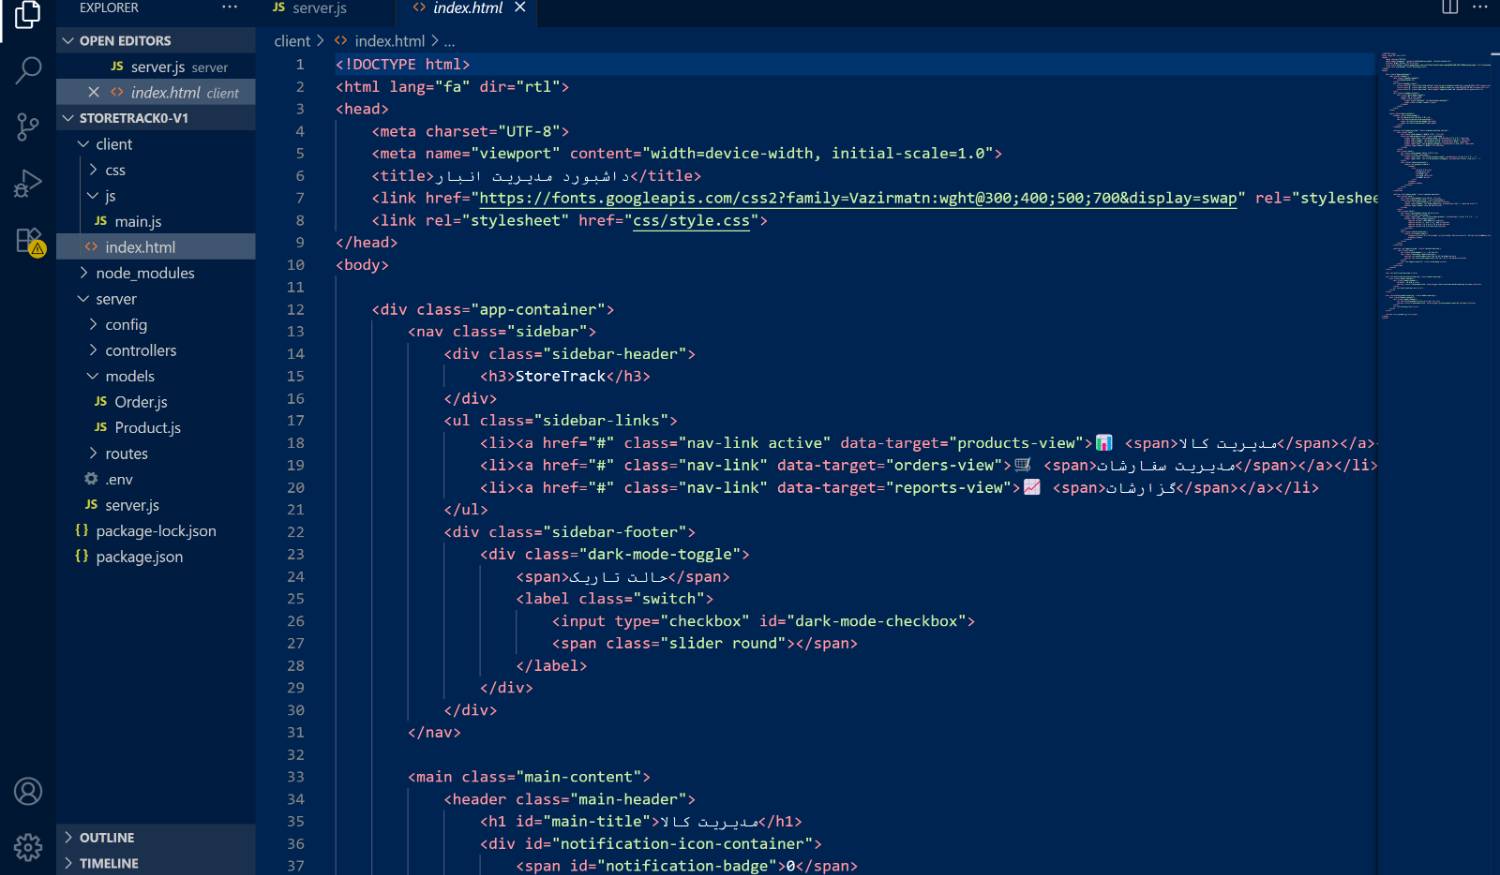 EXPLORER ...
OPEN EDITORS
JS server.js server
index.html client
STORETRACK0-V1
client
css
js
JS main.js
index.html
node_modules
server
config
controllers
models
JS Order.js
JS Product.js
routes
.env
JS server.js
{} package-lock.json
{} package.json
OUTLINE
TIMELINE
JS server.js
<> index.html ×
client > <> index.html > ...
1 <!DOCTYPE html>
2 <html lang="fa" dir="rtl">
3 <head>
4 <meta charset="UTF-8">
5 <meta name="viewport" content="width=device-width, initial-scale=1.0">
6 <title>داشبورد مدیریت انبار</title>
7 <link href="https://fonts.googleapis.com/css2?family=Vazirmatn:wght@300;400;500;700&display=swap" rel="styleshee
8 <link rel="stylesheet" href="css/style.css">
9 </head>
10 <body>
11
12 <div class="app-container">
13 <nav class="sidebar">
14 <div class="sidebar-header">
15 <h3>StoreTrack</h3>
16 </div>
17 <ul class="sidebar-links">
18 <li><a href="#" class="nav-link active" data-target="products-view">📊 <span>مدیریت کالا</span></a>
19 <li><a href="#" class="nav-link" data-target="orders-view">🛒 <span>مدیریت سفارشات</span></a></li>
20 <li><a href="#" class="nav-link" data-target="reports-view">📈 <span>گزارشات</span></a></li>
21 </ul>
22 <div class="sidebar-footer">
23 <div class="dark-mode-toggle">
24 <span>حالت تاریک</span>
25 <label class="switch">
26 <input type="checkbox" id="dark-mode-checkbox">
27 <span class="slider round"></span>
28 </label>
29 </div>
30 </div>
31 </nav>
32
33 <main class="main-content">
34 <header class="main-header">
35 <h1 id="main-title">مدیریت کالا</h1>
36 <div id="notification-icon-container">
37 <span id="notification-badge">0</span>